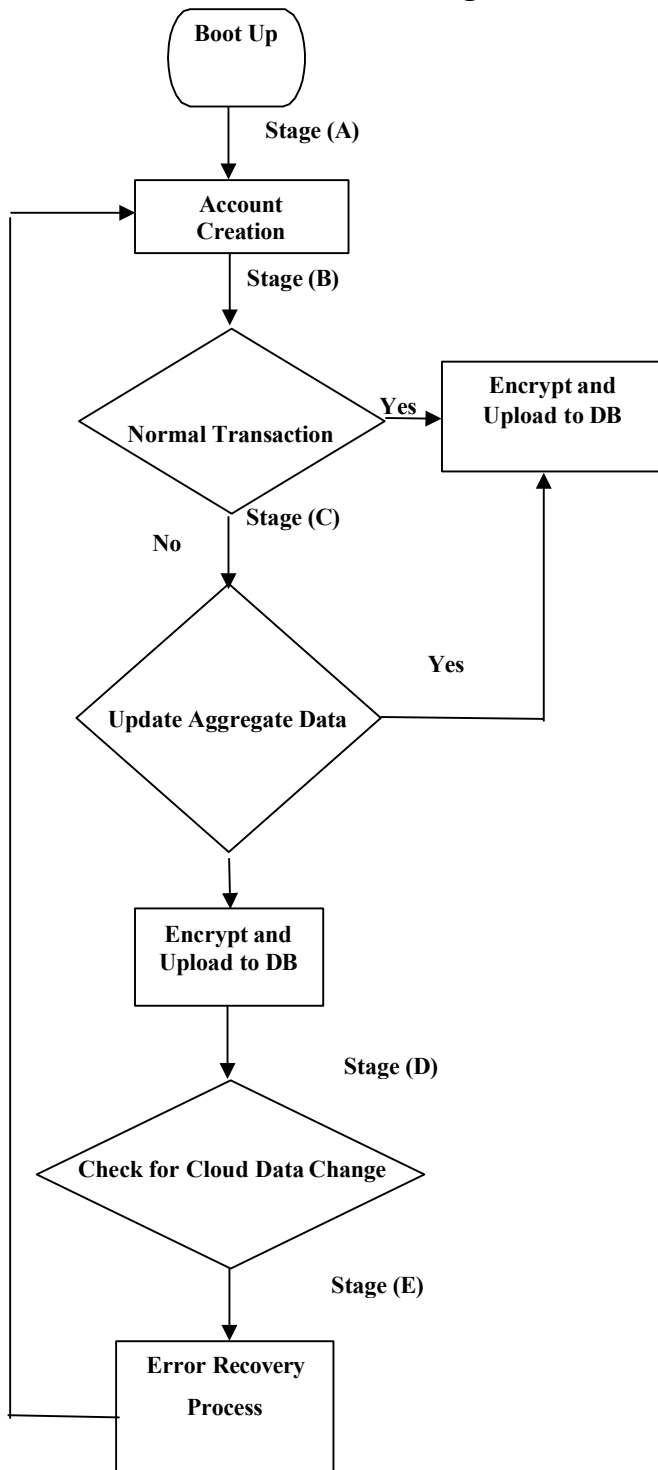 Boot Up
Stage (A)
Account
Creation
Stage (B)
Normal Transaction
Yes
Encrypt and
Upload to DB
Stage (C)
No
Yes
Update Aggregate Data
Encrypt and
Upload to DB
Stage (D)
Check for Cloud Data Change
Stage (E)
Error Recovery
Process